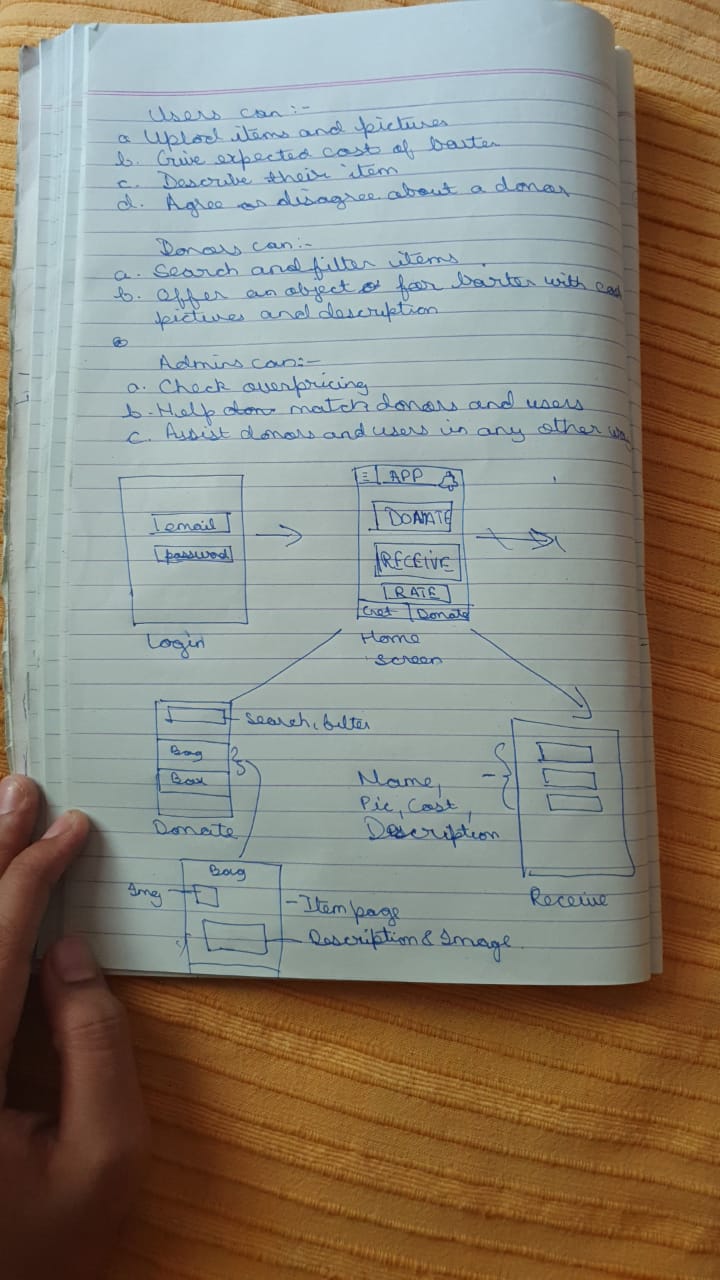 Users can:-
a. Uplod items and pictures
b. Give expected cost of barter
c. Describe their item
d. Agree or disagree about a donor
Donors can:-
a. Search and filter items
b. Offer an object for barter with
pictures and description
Admins can:-
a. Check overpricing
b. Help match donors and users
c. Assist donors and users in any other way
email
password
Login
APP
DONATE
RECEIVE
RATE
Get Donate
Home
screen
Search, filter
Bag
Box
Donate
Name,
Pic, Cost,
Description
Receive
Bag
Img
Item page
Description & Image